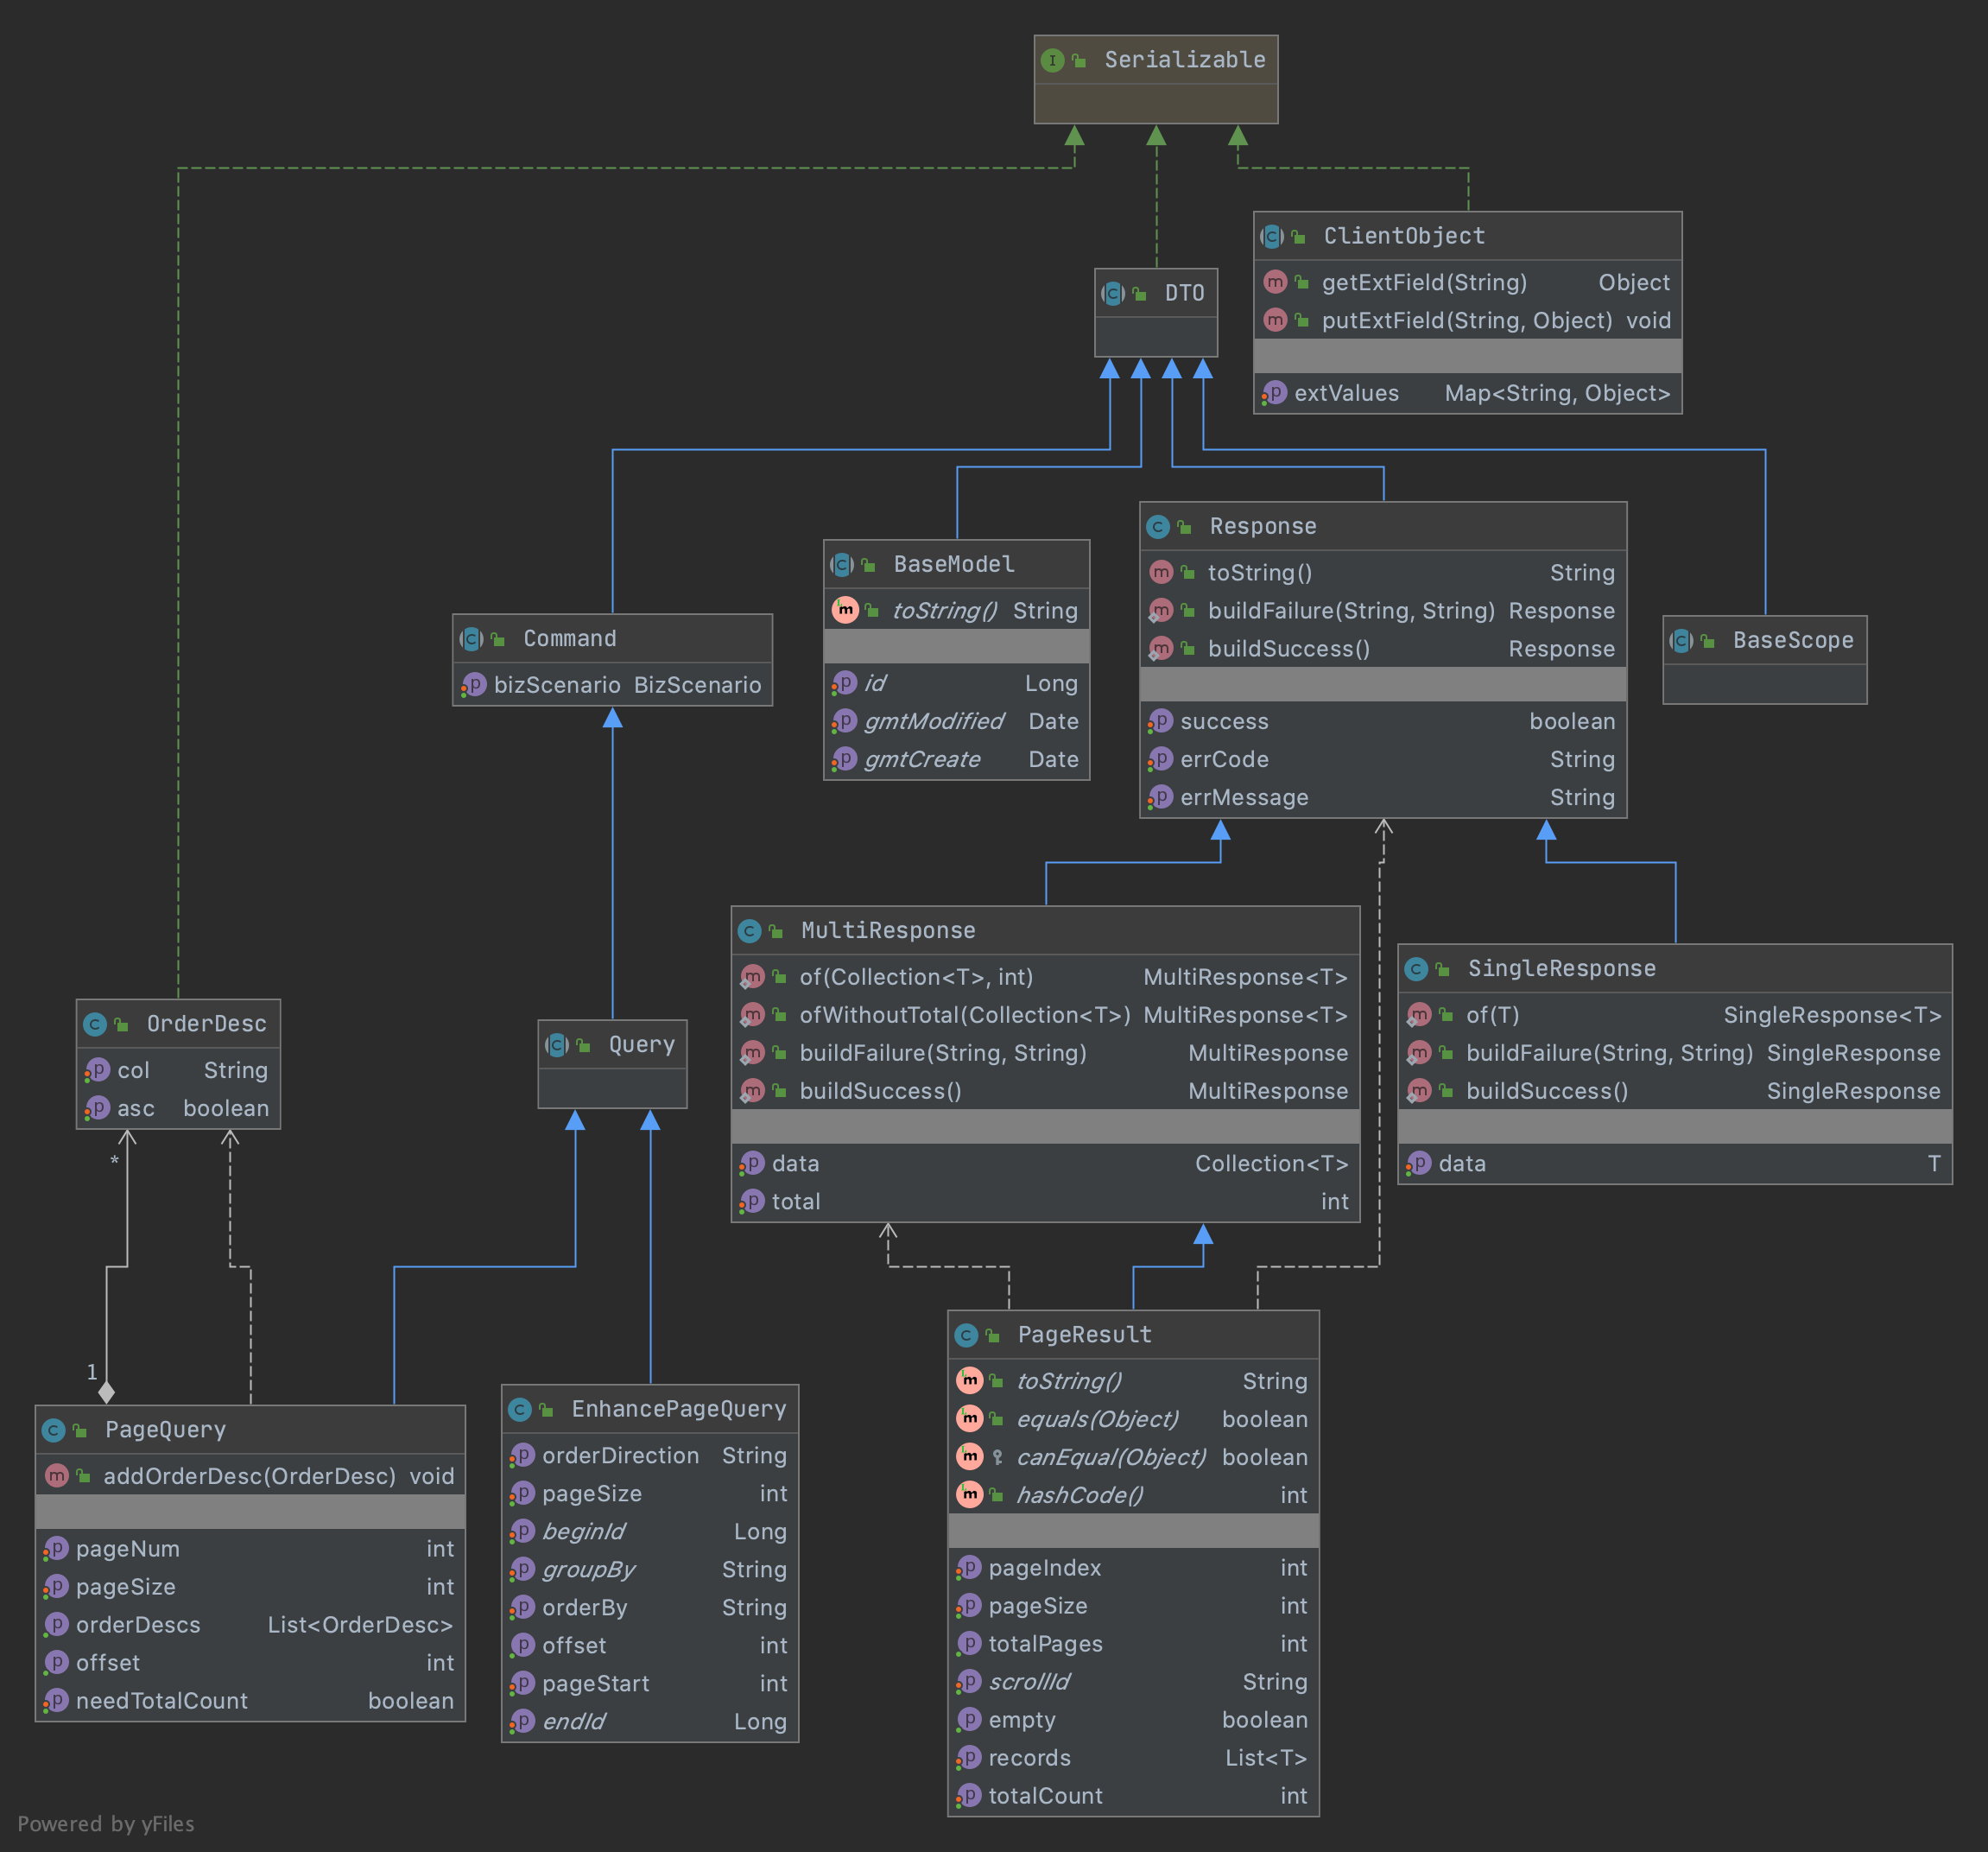 Serializable
ClientObject
getExtField(String) Object
putExtField(String, Object) void
extValues Map<String, Object>
DTO
Response
toString() String
buildFailure(String, String) Response
buildSuccess() Response
success boolean
errCode String
errMessage String
BaseModel
toString() String
id Long
gmtModified Date
gmtCreate Date
Command
bizScenario BizScenario
BaseScope
MultiResponse
of(Collection<T>, int) MultiResponse<T>
ofWithoutTotal(Collection<T>) MultiResponse<T>
buildFailure(String, String) MultiResponse
buildSuccess() MultiResponse
data Collection<T>
total int
SingleResponse
of(T) SingleResponse<T>
buildFailure(String, String) SingleResponse
buildSuccess() SingleResponse
data T
OrderDesc
col String
asc boolean
Query
*
1
PageQuery
addOrderDesc(OrderDesc) void
pageNum int
pageSize int
orderDescs List<OrderDesc>
offset int
needTotalCount boolean
EnhancePageQuery
orderDirection String
pageSize int
beginId Long
groupBy String
orderBy String
offset int
pageStart int
endId Long
PageResult
toString() String
equals(Object) boolean
canEqual(Object) boolean
hashCode() int
pageIndex int
pageSize int
totalPages int
scrollId String
empty boolean
records List<T>
totalCount int
Powered by yFiles